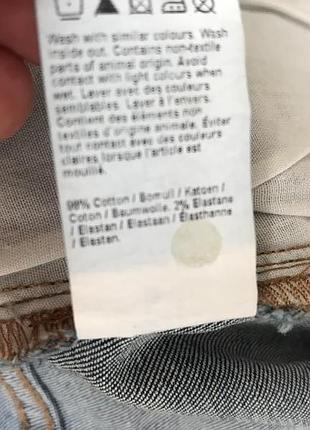 Wash with similar colours. Wash
inside out. Contains non-textile
parts of animal origin. Avoid
contact with light colours when
wet. Laver avec des couleurs
semblables. Laver à l'envers.
Contient des éléments non
textiles d'origine animale. Éviter
tout contact avec des couleurs
claires lorsque l'article est
mouillé.
98% Cotton / Bomull / Katoen /
Coton / Baumwolle. 2% Elastane
/ Elastan / Elastaan / Élasthanne
/ Elastan.